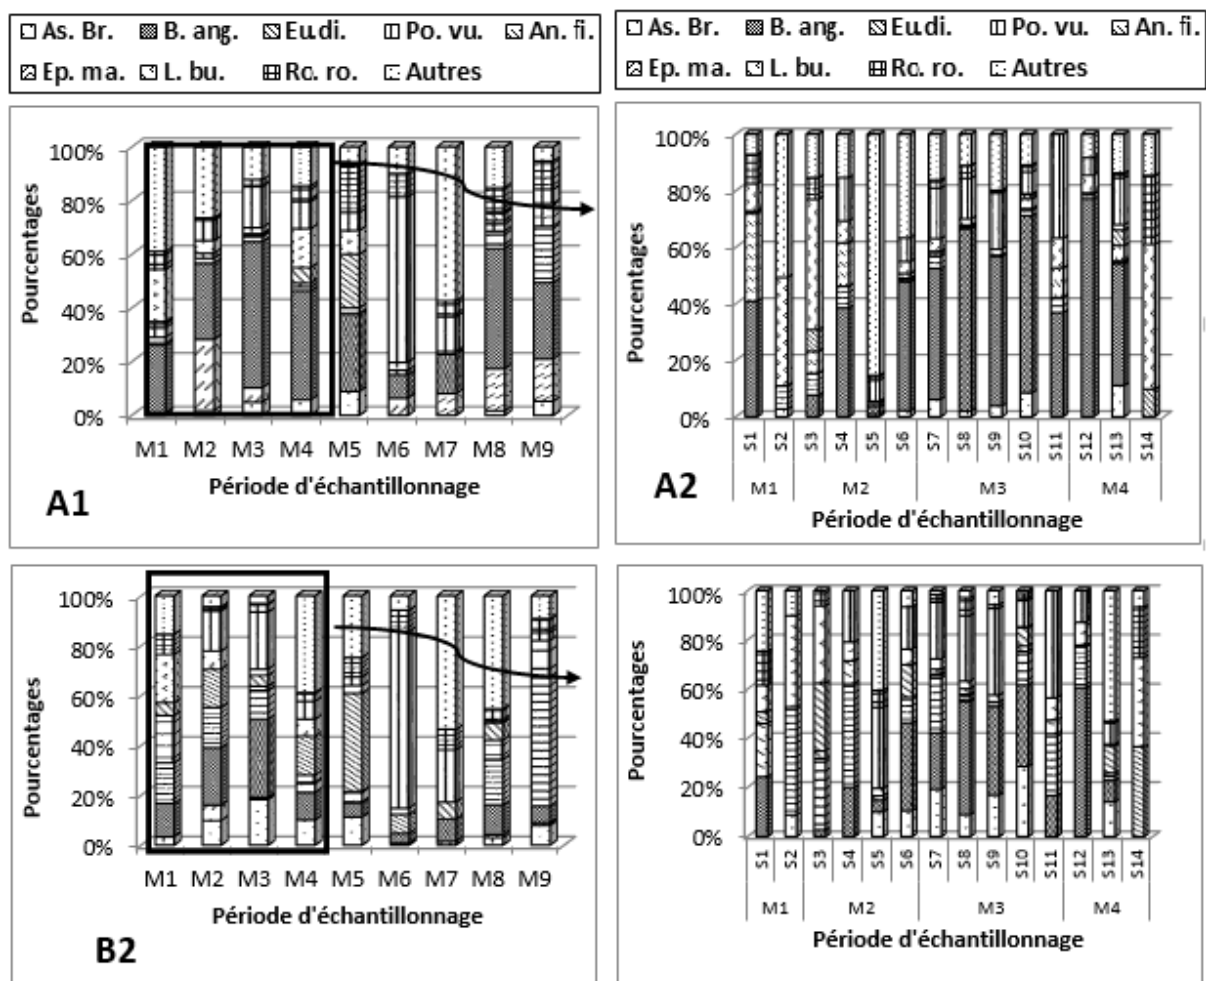 As. Br. B. ang. Eu.di. Po. vu. An. fi.
Ep. ma. L. bu. Ro. ro. Autres
Pourcentages
100%
80%
60%
40%
20%
0%
M1 M2 M3 M4 M5 M6 M7 M8 M9
Période d'échantillonnage
A1
As. Br. B. ang. Eu.di. Po. vu. An. fi.
Ep. ma. L. bu. Ro. ro. Autres
Pourcentages
100%
80%
60%
40%
20%
0%
S1 S2 S3 S4 S5 S6 S7 S8 S9 S10 S11 S12 S13 S14
M1 M2 M3 M4
A2
Période d'échantillonnage
Pourcentages
100%
80%
60%
40%
20%
0%
M1 M2 M3 M4 M5 M6 M7 M8 M9
Période d'échantillonnage
B2
Pourcentages
100%
80%
60%
40%
20%
0%
S1 S2 S3 S4 S5 S6 S7 S8 S9 S10 S11 S12 S13 S14
M1 M2 M3 M4
Période d'échantillonnage